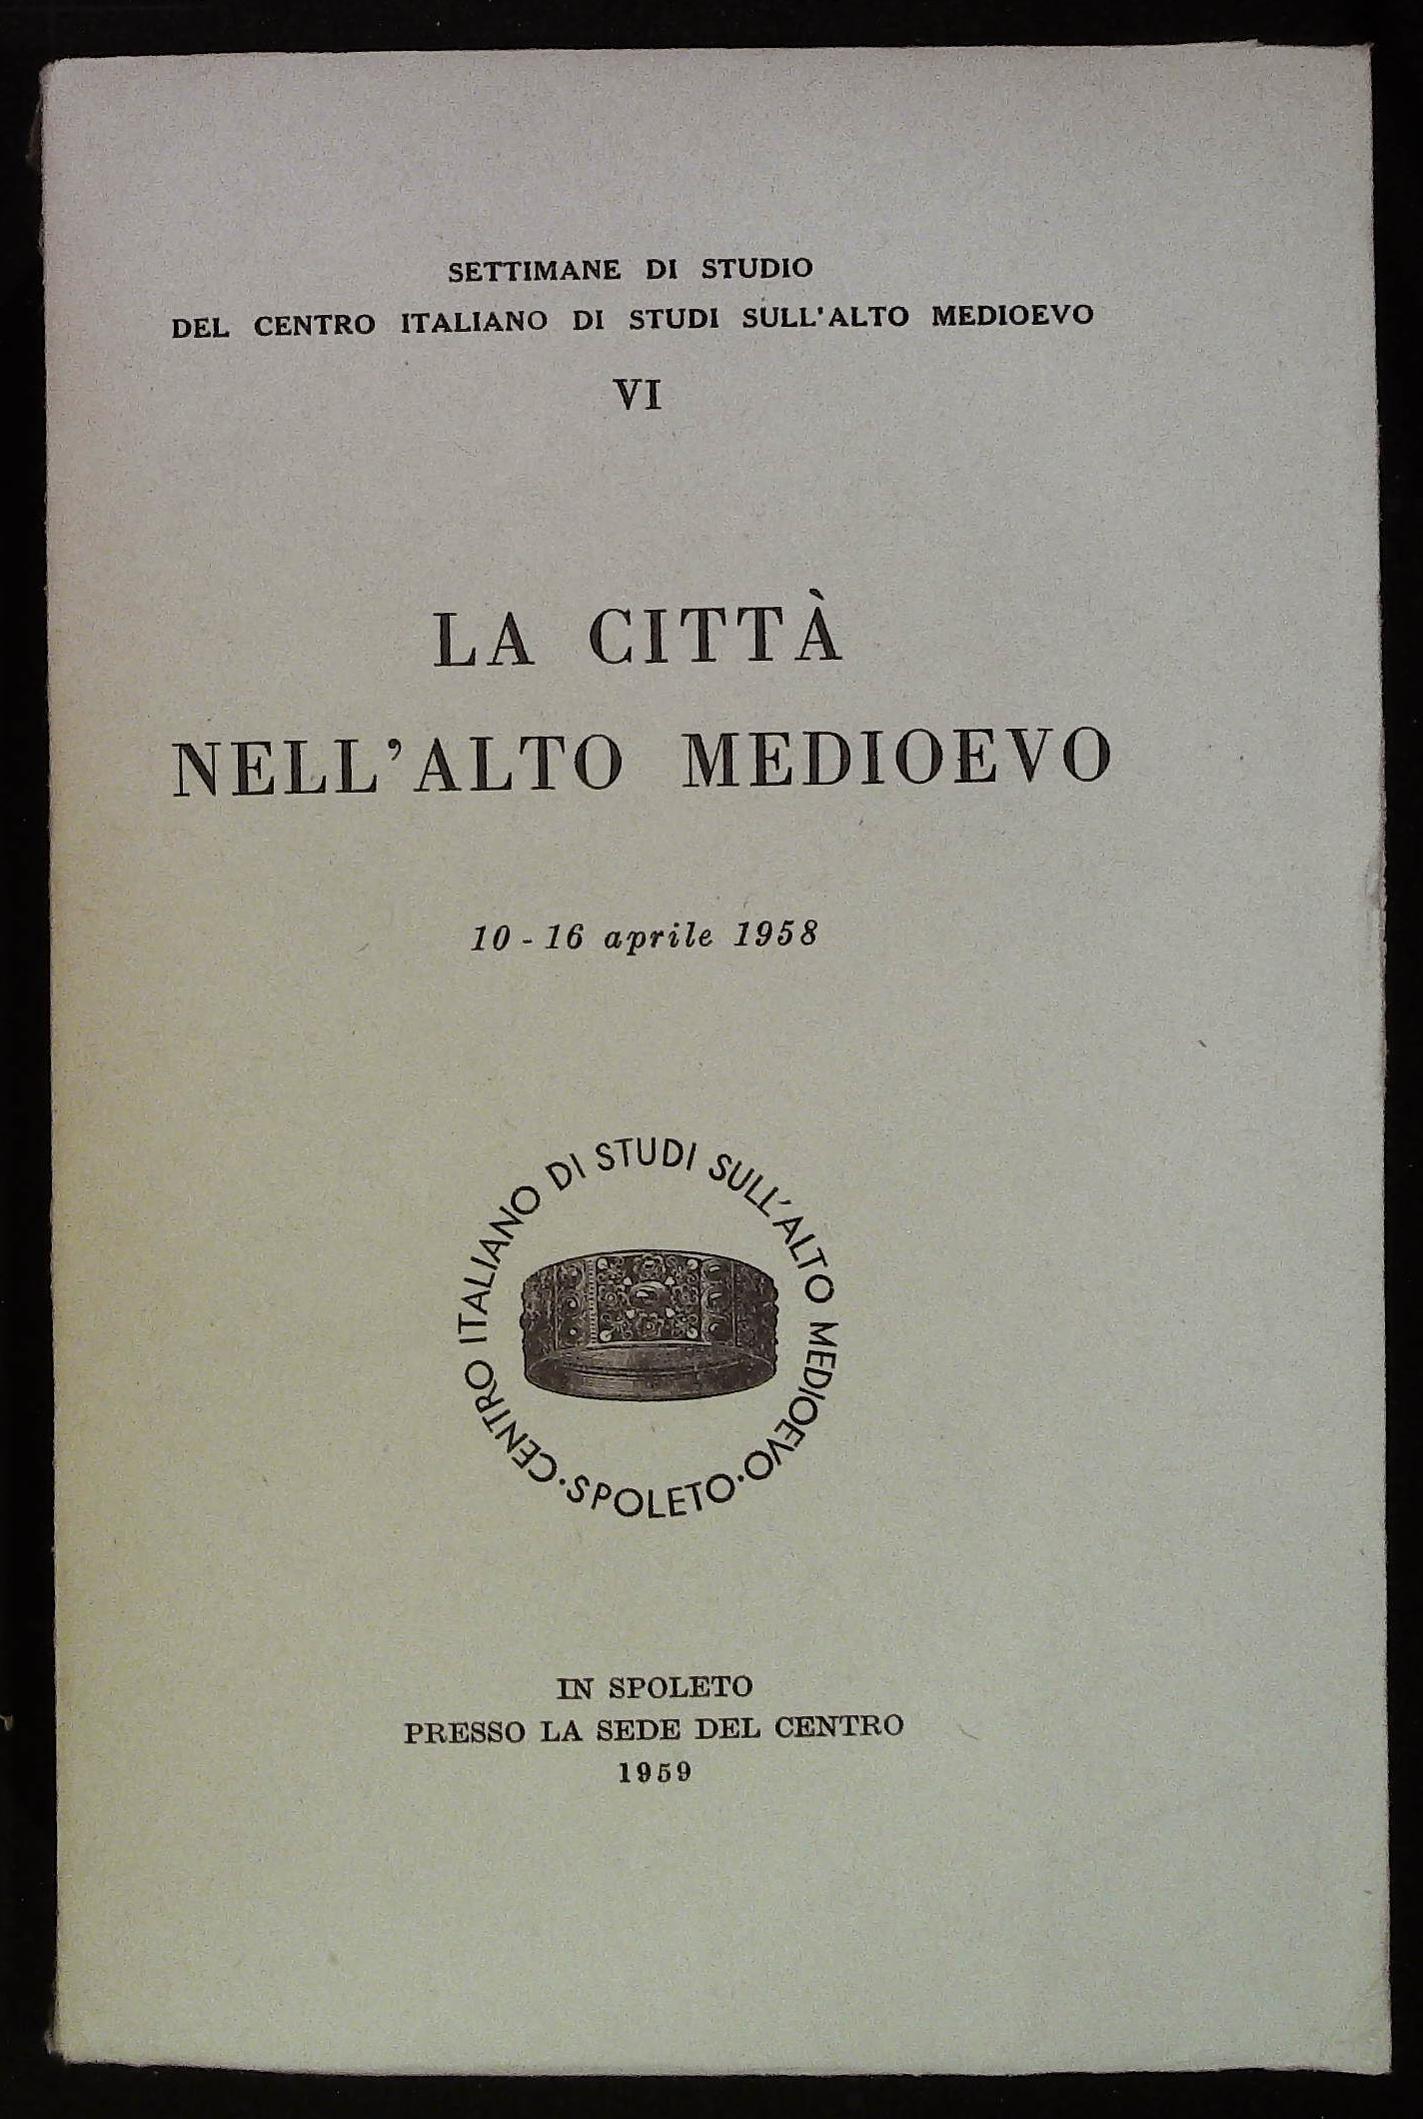 SETTIMANE DI STUDIO
DEL CENTRO ITALIANO DI STUDI SULL'ALTO MEDIOEVO
VI
LA CITTÀ
NELL'ALTO MEDIOEVO
10 - 16 aprile 1958
CENTRO ITALIANO DI STUDI SULL'ALTO MEDIOEVO·SPOLETO·
IN SPOLETO
PRESSO LA SEDE DEL CENTRO
1959